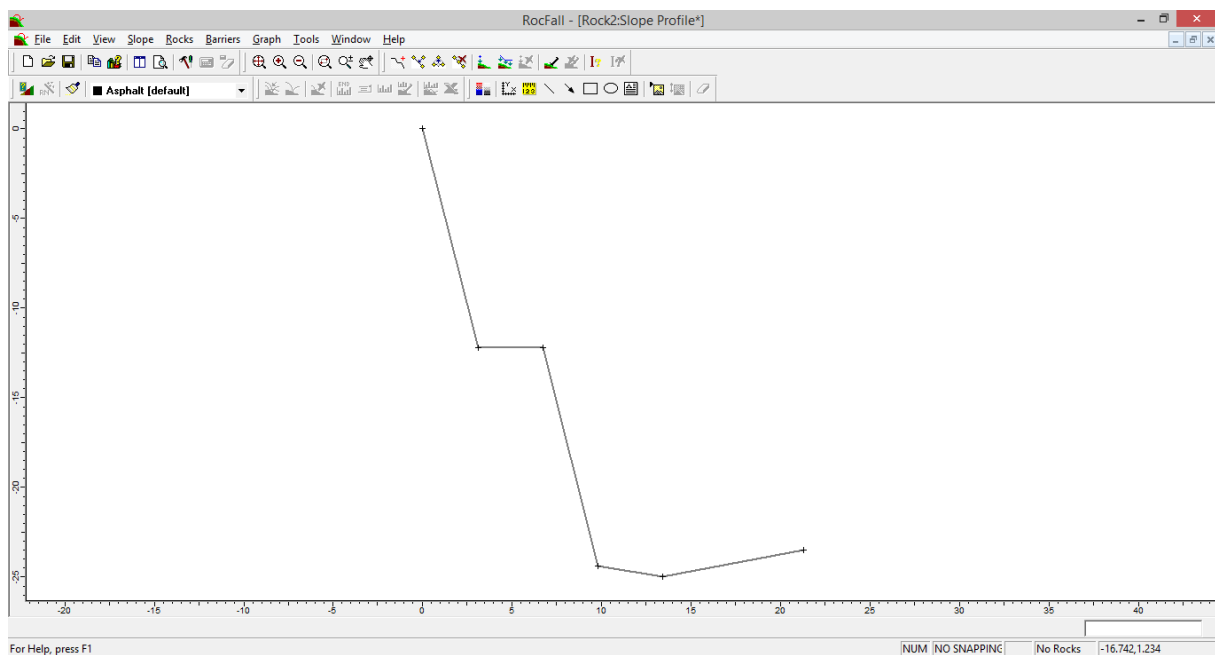 RocFall - [Rock2:Slope Profile*]
File Edit View Slope Rocks Barriers Graph Tools Window Help
Asphalt [default]
0
-5
-10
-15
-20
-25
-20 -15 -10 -5 0 5 10 15 20 25 30 35 40
For Help, press F1 NUM NO SNAPPING No Rocks -16.742,1.234